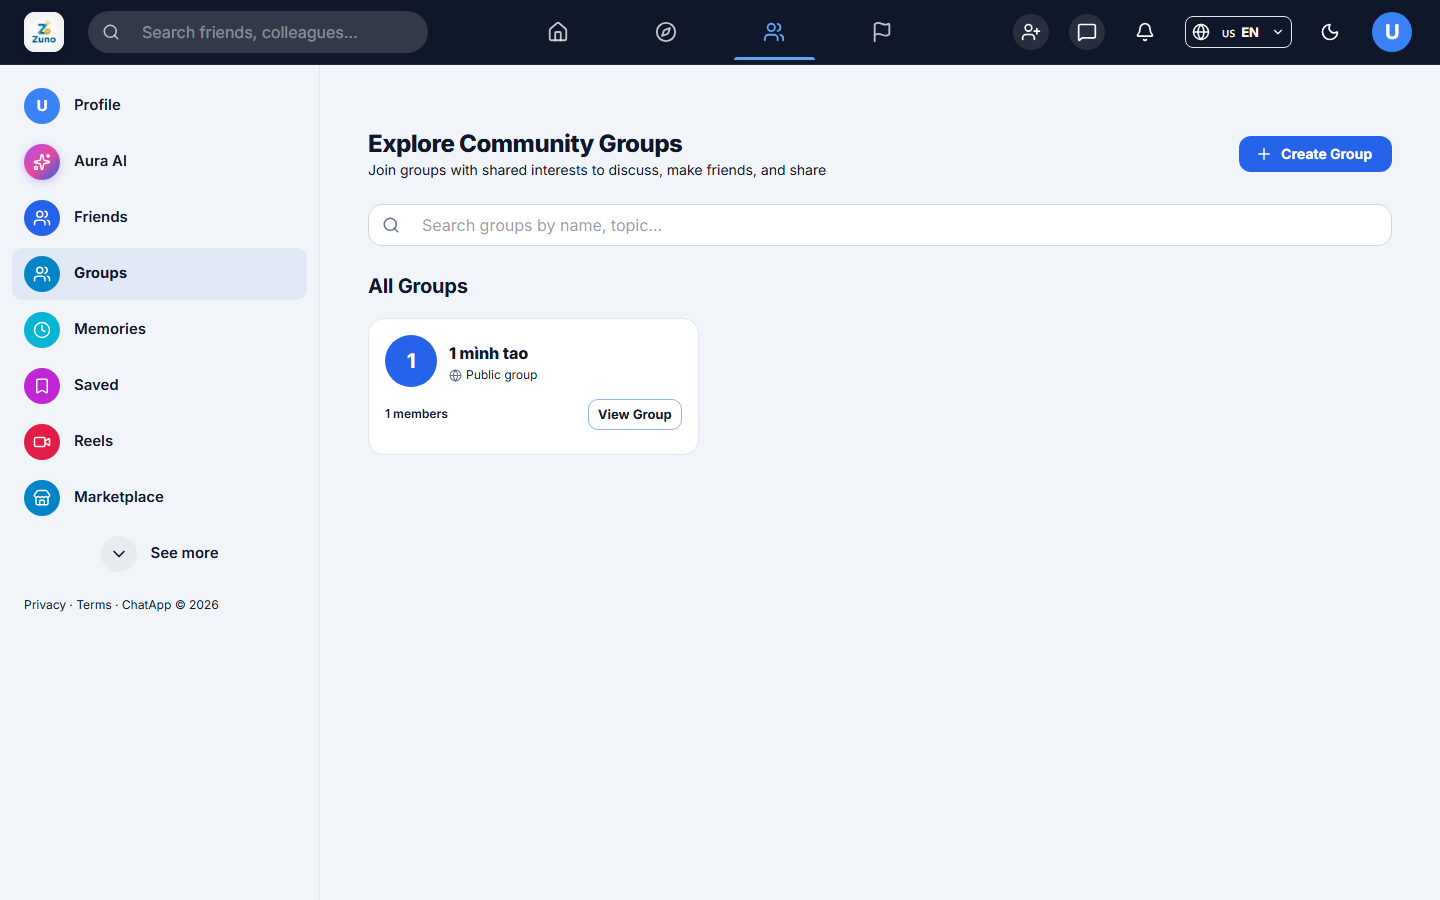 Zuno
Search friends, colleagues...
US EN
U
U Profile
Aura AI
Friends
Groups
Memories
Saved
Reels
Marketplace
See more
Privacy · Terms · ChatApp © 2026
Explore Community Groups
Join groups with shared interests to discuss, make friends, and share
Create Group
Search groups by name, topic...
All Groups
1
1 mình tao
Public group
1 members
View Group